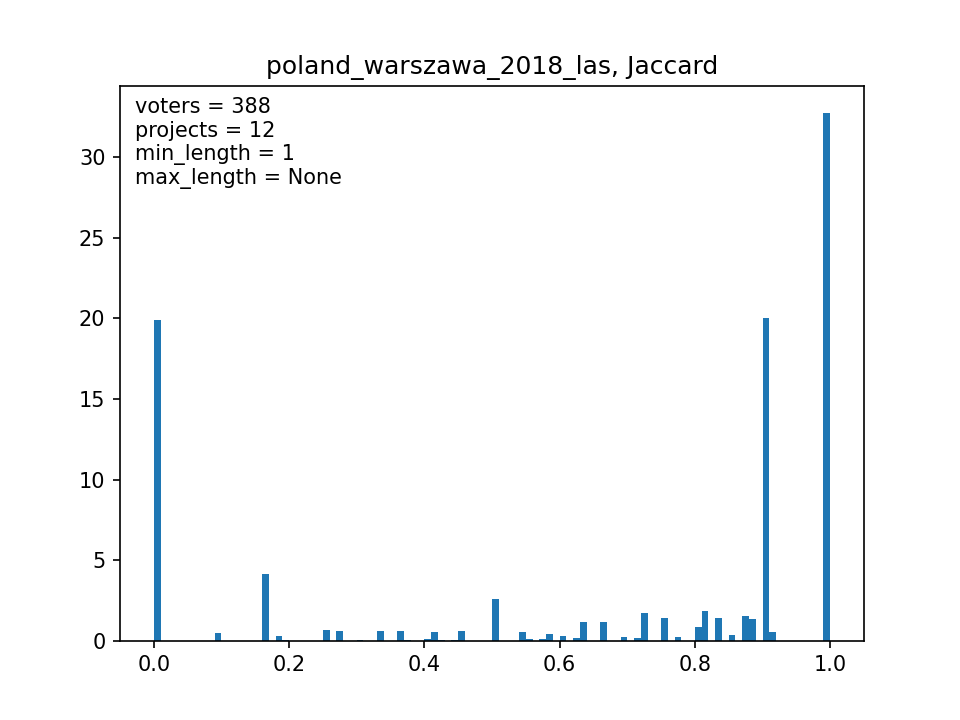 poland_warszawa_2018_las, Jaccard
voters = 388
projects = 12
min_length = 1
max_length = None
30
25
20
15
10
5
0
0.0 0.2 0.4 0.6 0.8 1.0